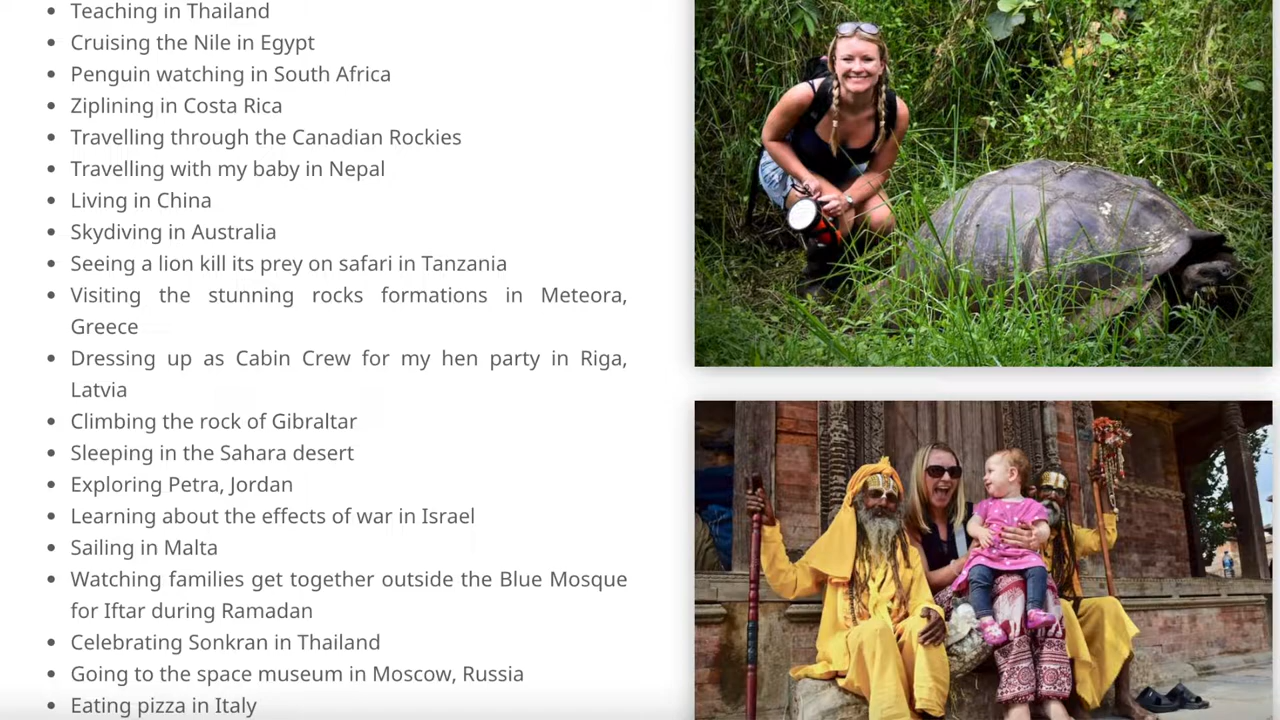 Teaching in Thailand
Cruising the Nile in Egypt
Penguin watching in South Africa
Ziplining in Costa Rica
Travelling through the Canadian Rockies
Travelling with my baby in Nepal
Living in China
Skydiving in Australia
Seeing a lion kill its prey on safari in Tanzania
Visiting the stunning rocks formations in Meteora,
Greece
Dressing up as Cabin Crew for my hen party in Riga,
Latvia
Climbing the rock of Gibraltar
Sleeping in the Sahara desert
Exploring Petra, Jordan
Learning about the effects of war in Israel
Sailing in Malta
Watching families get together outside the Blue Mosque
for Iftar during Ramadan
Celebrating Sonkran in Thailand
Going to the space museum in Moscow, Russia
Eating pizza in Italy